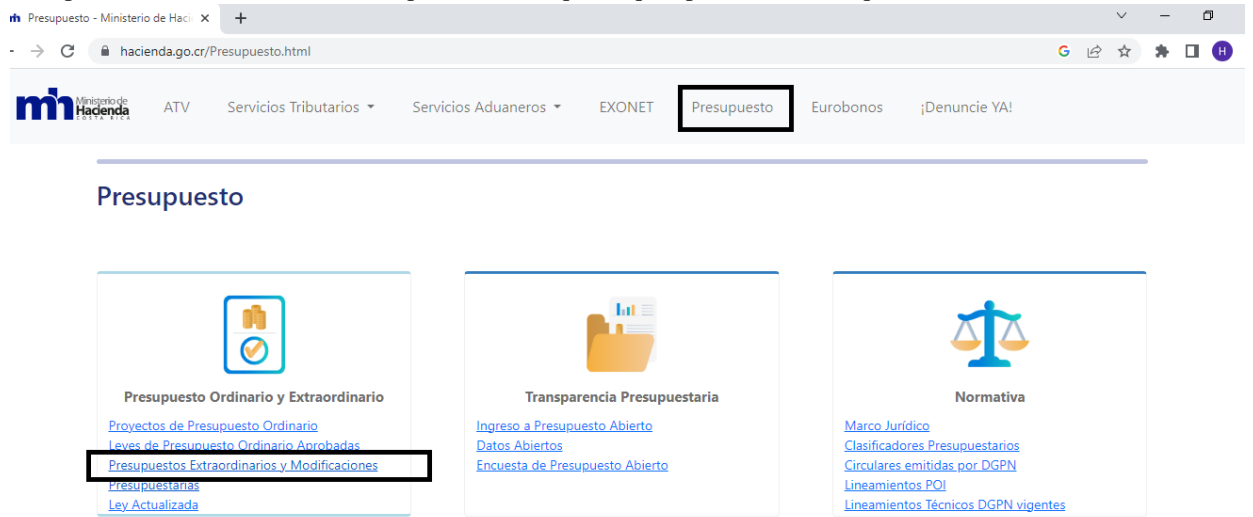 Presupuesto - Ministerio de Haci
hacienda.go.cr/Presupuesto.html
G
H
mh Ministerio de Hacienda COSTA RICA
ATV Servicios Tributarios Servicios Aduaneros EXONET Presupuesto Eurobonos ¡Denuncie YA!
Presupuesto
Presupuesto Ordinario y Extraordinario
Proyectos de Presupuesto Ordinario
Leyes de Presupuesto Ordinario Aprobadas
Presupuestos Extraordinarios y Modificaciones
Presupuestarias
Ley Actualizada
Transparencia Presupuestaria
Ingreso a Presupuesto Abierto
Datos Abiertos
Encuesta de Presupuesto Abierto
Normativa
Marco Jurídico
Clasificadores Presupuestarios
Circulares emitidas por DGPN
Lineamientos POI
Lineamientos Técnicos DGPN vigentes